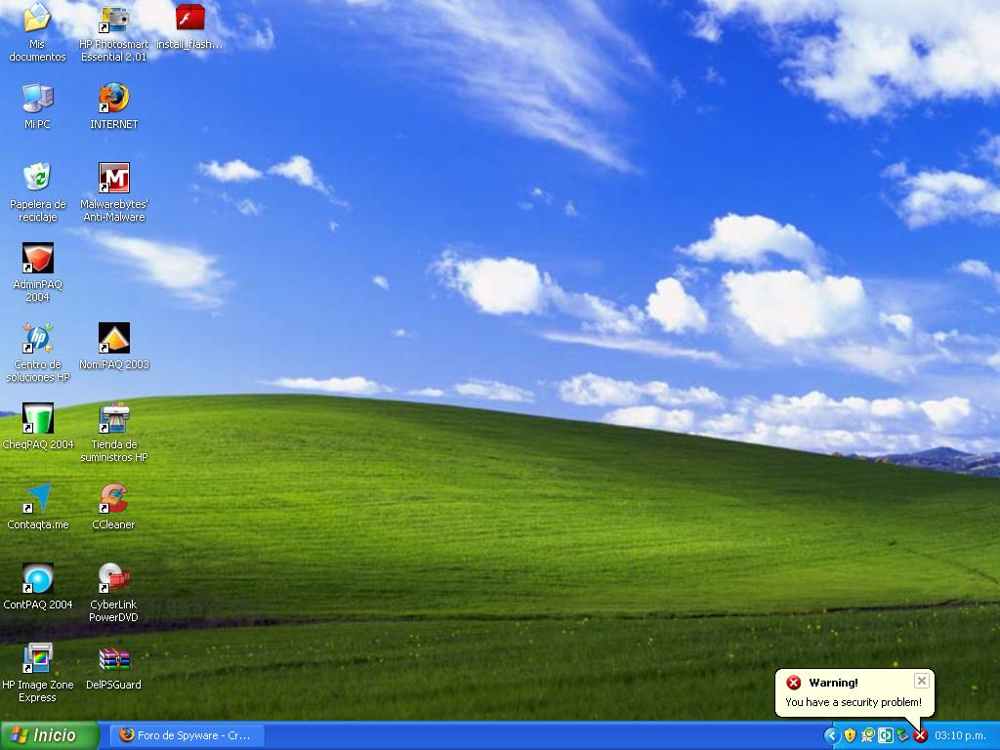 Mis
documentos
HP Photosmart
Essential 2.01
install_flash...
Mi PC
INTERNET
Papelera de
reciclaje
M
Malwarebytes'
Anti-Malware
AdminPAQ
2004
hp
Centro de
soluciones HP
NomiPAQ 2003
CheqPAQ 2004
Tienda de
suministros HP
Contaqta.me
CCleaner
ContPAQ 2004
CyberLink
PowerDVD
HP Image Zone
Express
DelPSGuard
Warning!
You have a security problem!
Inicio
Foro de Spyware - Cr...
03:10 p.m.